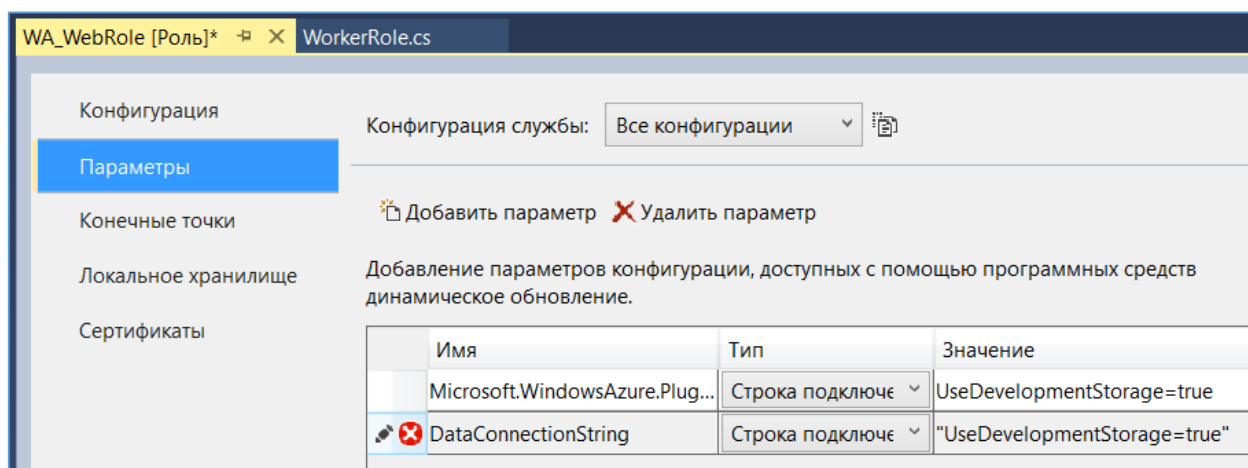 WA_WebRole [Роль]* WorkerRole.cs
Конфигурация
Параметры
Конечные точки
Локальное хранилище
Сертификаты
Конфигурация службы: Все конфигурации
Добавить параметр Удалить параметр
Добавление параметров конфигурации, доступных с помощью программных средств
динамическое обновление.
Имя Тип Значение
Microsoft.WindowsAzure.Plug... Строка подключе UseDevelopmentStorage=true
DataConnectionString Строка подключе "UseDevelopmentStorage=true"